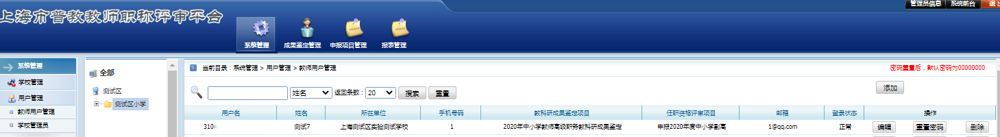 上海市普教教师职称评审平台
管理员信息 系统前台 退出
系统管理 成果鉴定管理 申报项目管理 报表管理
系统管理
学校管理
用户管理
教师用户管理
学校管理员
全部
测试区
测试区小学
当前目录：系统管理 > 用户管理 > 教师用户管理 密码重置后，默认密码为00000000
姓名 返回条数：20 搜索 重置 添加
用户名 姓名 所在单位 手机号码 教科研成果鉴定项目 任职资格评审项目 邮箱 登录状态 操作
310 测试7 上海测试区实验测试学校 1 2020年中小学教师高级职务教科研成果鉴定 申报2020年度中小学副高 1@qq.com 正常 编辑 重置密码 删除